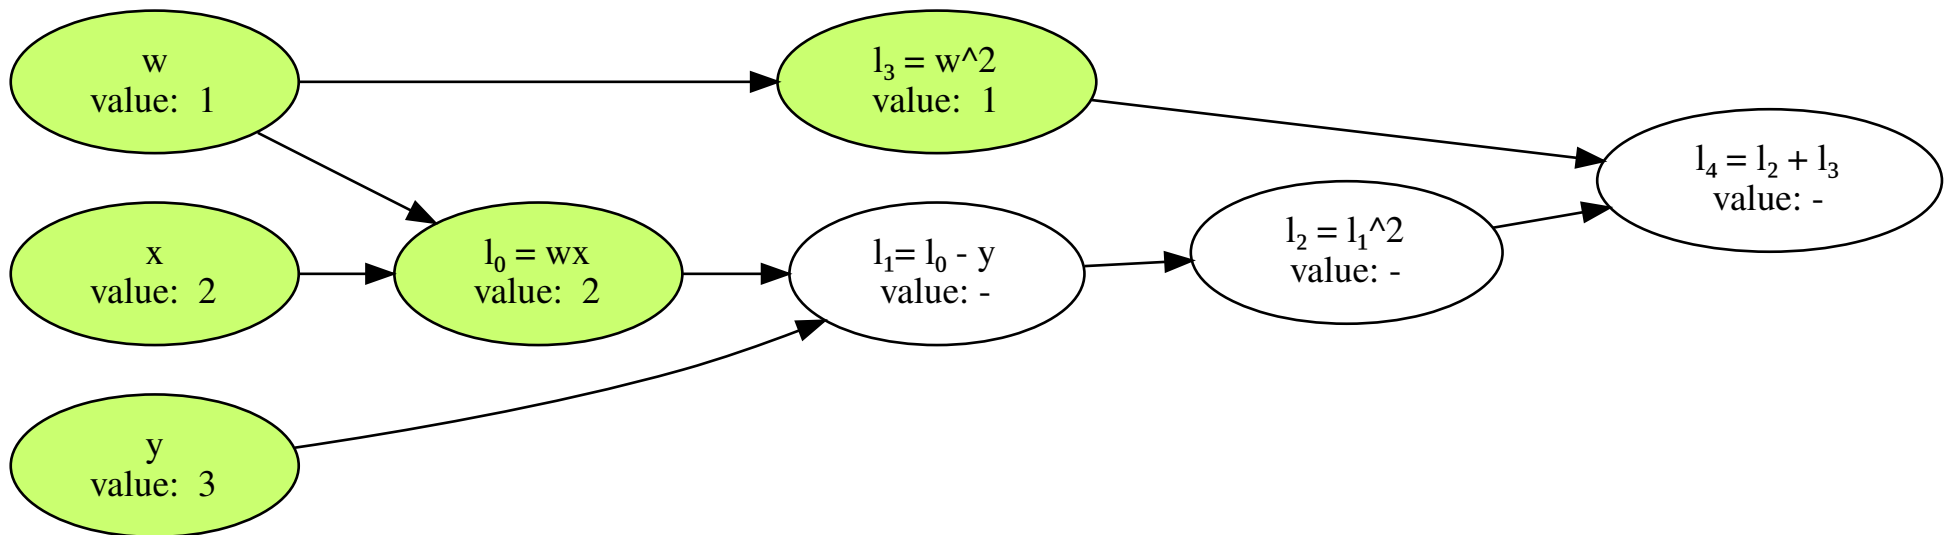 w
value:  1
l₃ = w^2
value:  1
l₄ = l₂ + l₃
value: -
x
value:  2
l₀ = wx
value:  2
l₁= l₀ - y
value: -
l₂ = l₁^2
value: -
y
value:  3